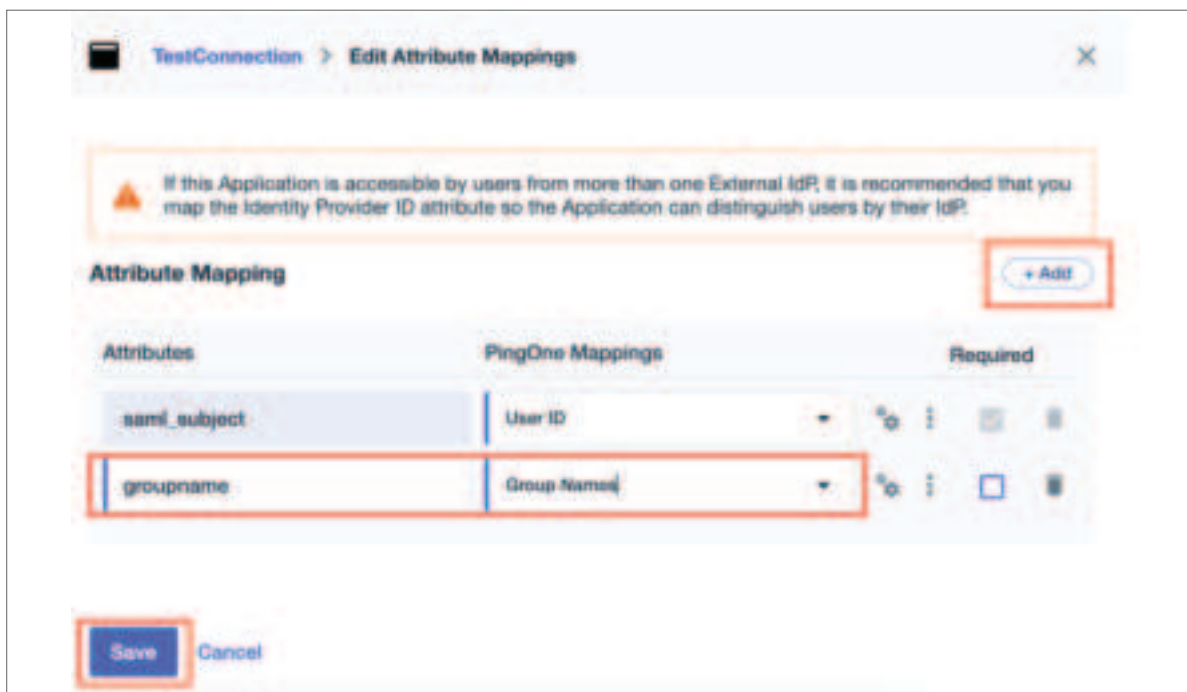 TestConnection > Edit Attribute Mappings
If this Application is accessible by users from more than one External IdP, it is recommended that you
map the Identity Provider ID attribute so the Application can distinguish users by their IdP.
Attribute Mapping
+ Add
Attributes PingOne Mappings Required
saml_subject User ID
groupname Group Names
Save Cancel